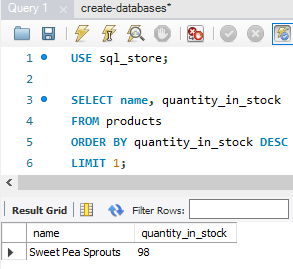 Query 1 create-databases*
1 USE sql_store;
2
3 SELECT name, quantity_in_stock
4 FROM products
5 ORDER BY quantity_in_stock DESC
6 LIMIT 1;
Result Grid Filter Rows:
name quantity_in_stock
Sweet Pea Sprouts 98